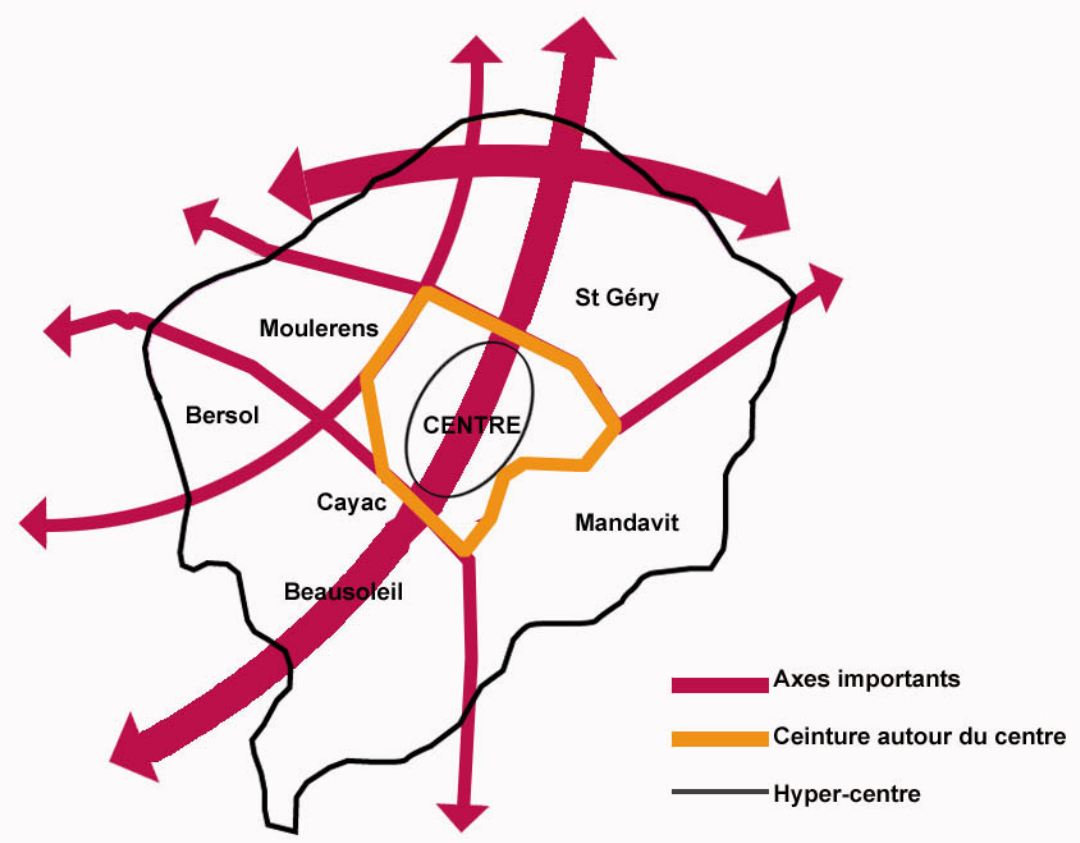 St Géry
Moulerens
Bersol
CENTRE
Cayac
Mandavit
Beausoleil
Axes importants
Ceinture autour du centre
Hyper-centre